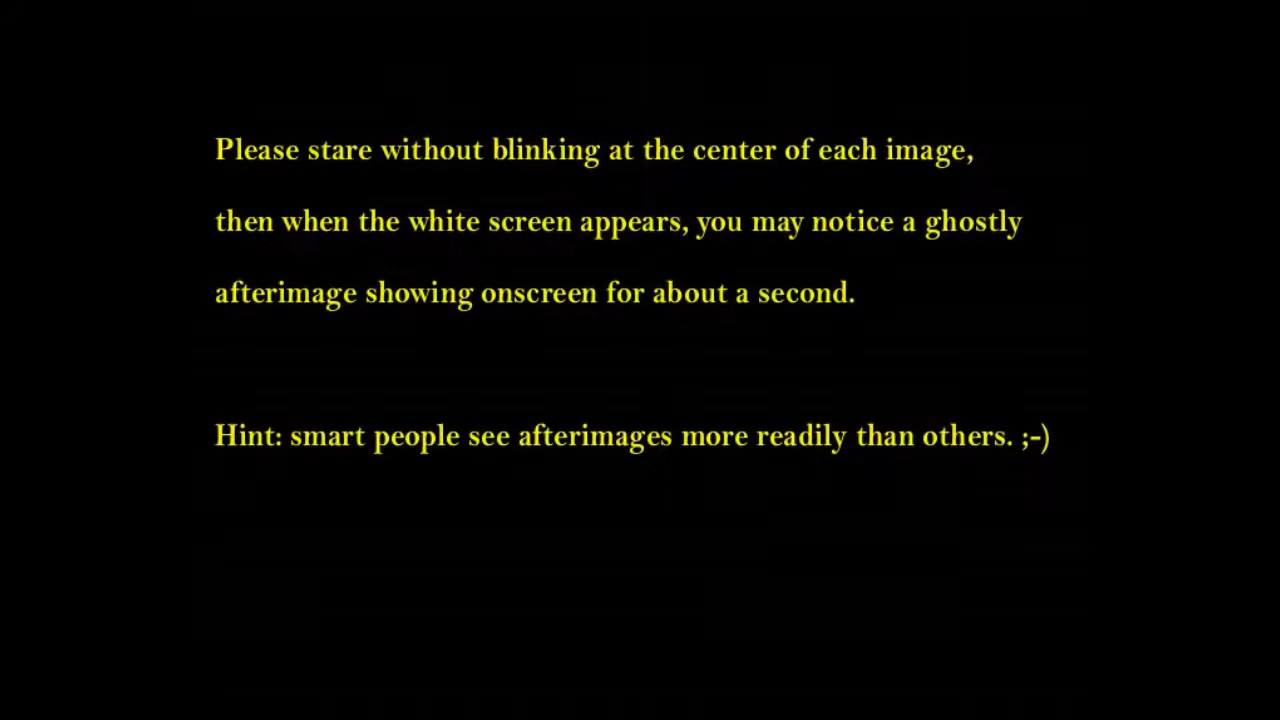 Please stare without blinking at the center of each image,
then when the white screen appears, you may notice a ghostly
afterimage showing onscreen for about a second.
Hint: smart people see afterimages more readily than others. ;-)